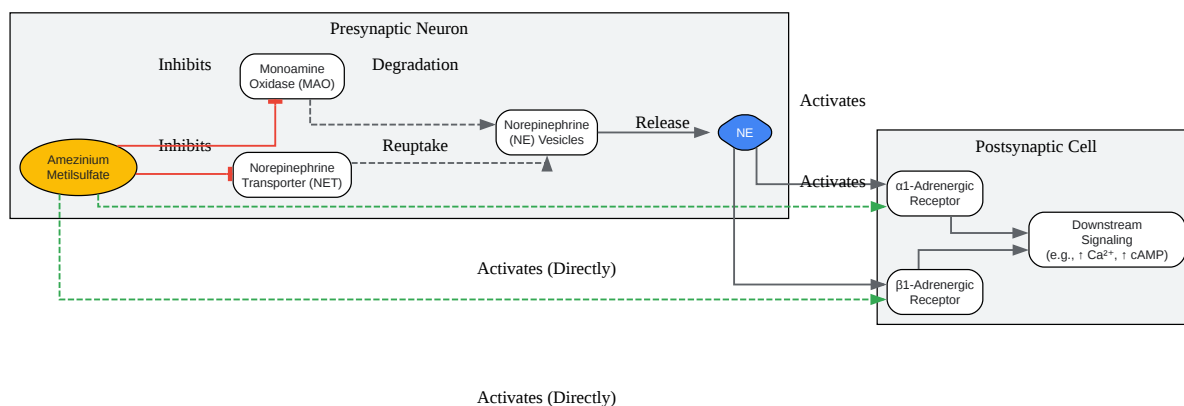 Presynaptic Neuron
Inhibits
Monoamine
Oxidase (MAO)
Degradation
Activates
Norepinephrine
(NE) Vesicles
Release
NE
Inhibits
Reuptake
Postsynaptic Cell
Amezinium
Metilsulfate
Norepinephrine
Transporter (NET)
Activates
α1-Adrenergic
Receptor
Downstream
Signaling
(e.g., ↑ Ca²⁺, ↑ cAMP)
Activates (Directly)
β1-Adrenergic
Receptor
Activates (Directly)